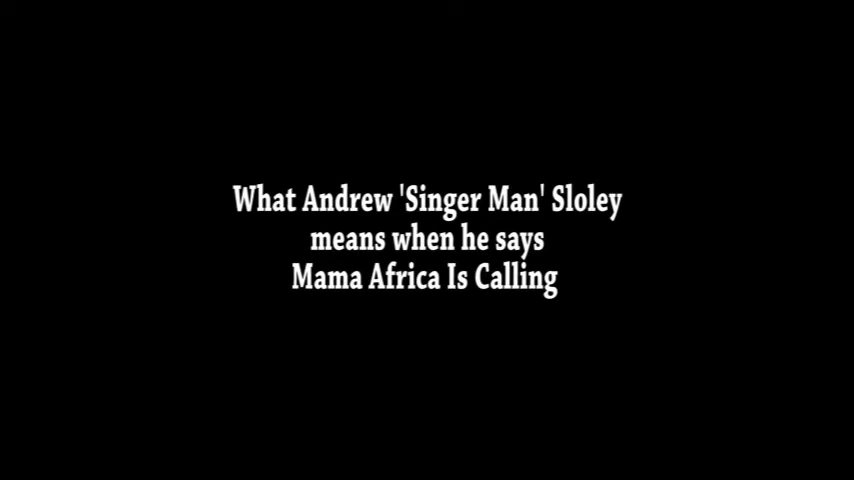 What Andrew 'Singer Man' Sloley
means when he says
Mama Africa Is Calling